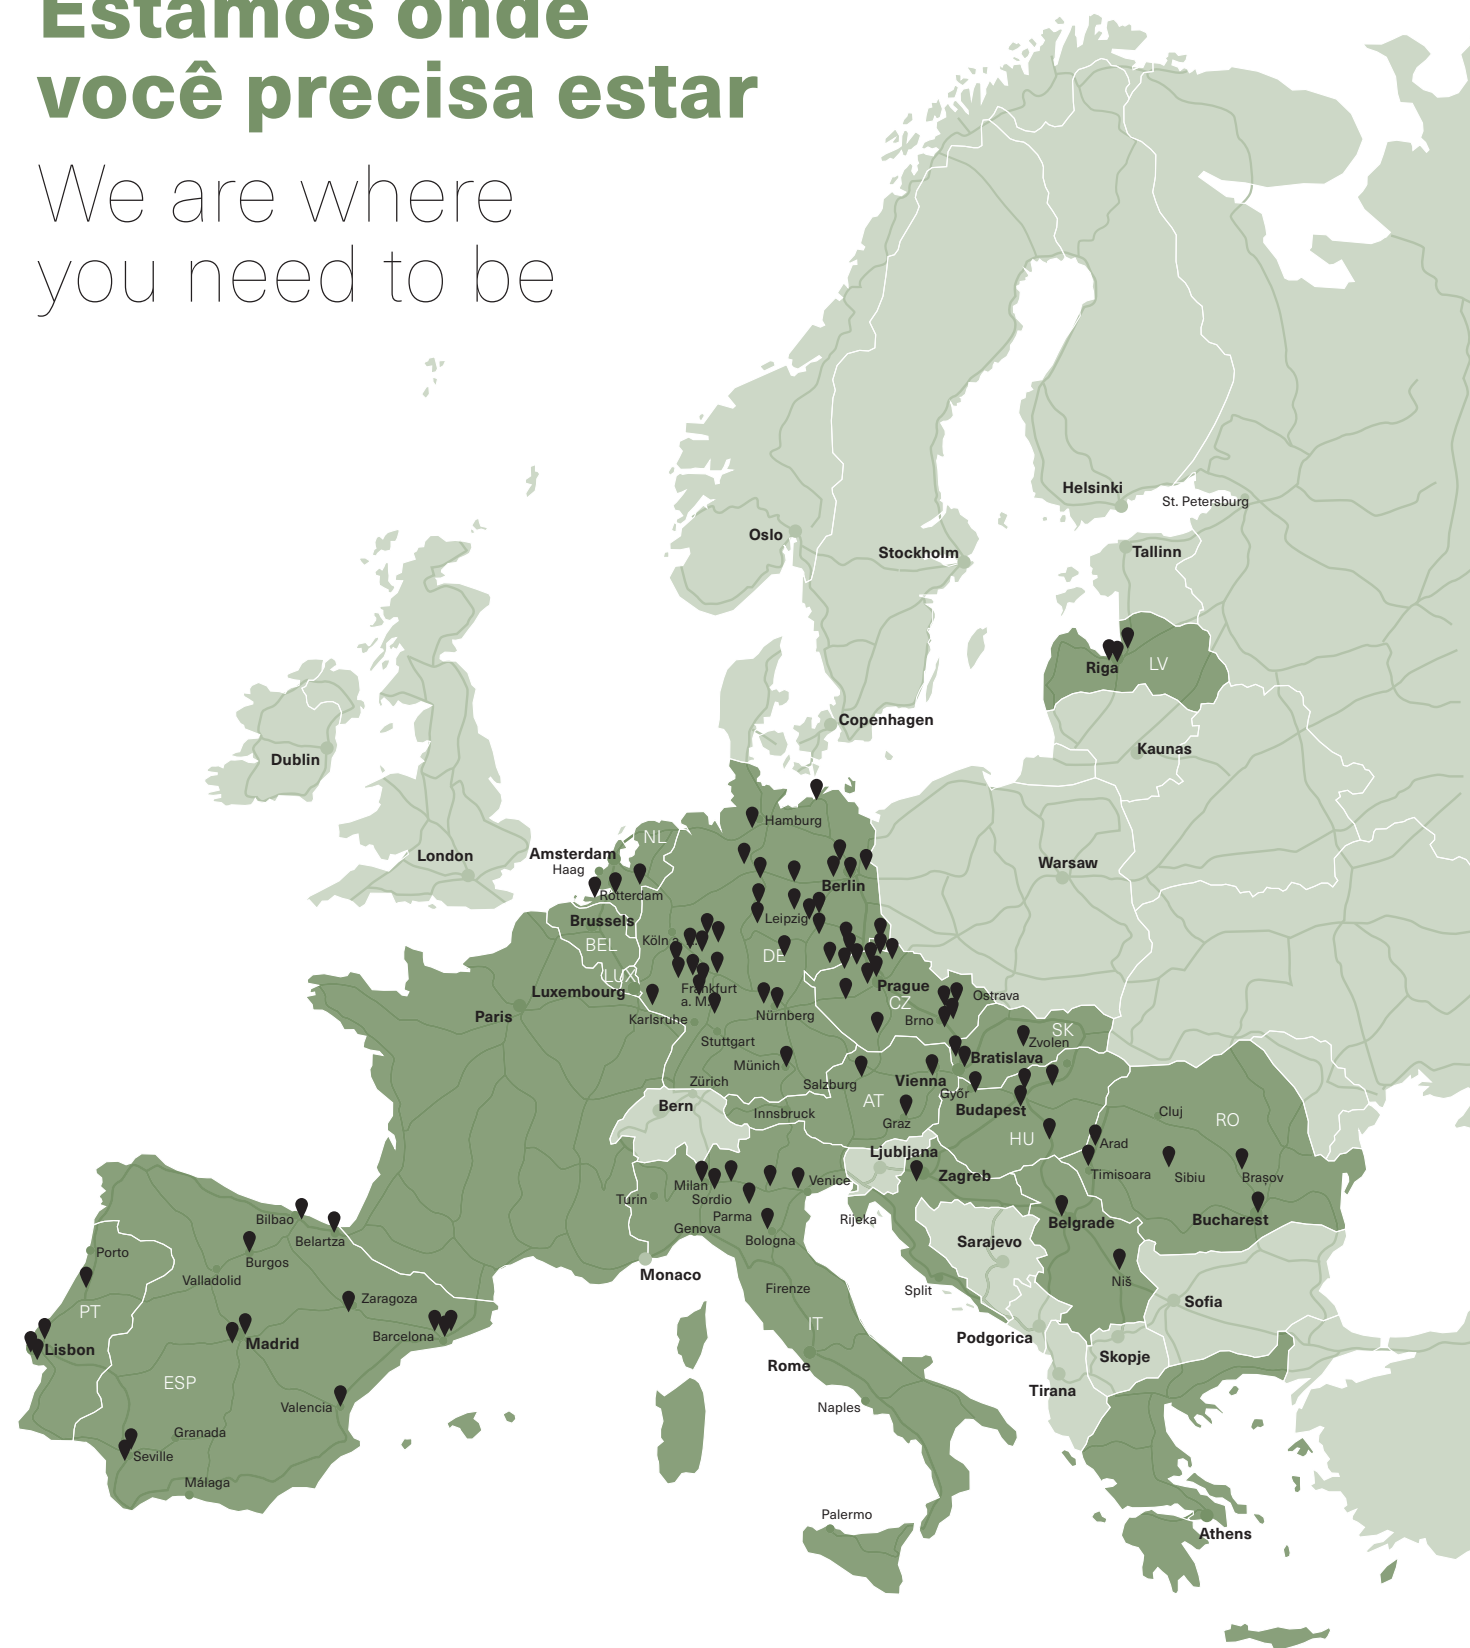 Estamos onde
você precisa estar
We are where
you need to be
Helsinki
St. Petersburg
Oslo
Stockholm
Tallinn
Riga
LV
Copenhagen
Kaunas
Dublin
Hamburg
NL
London
Amsterdam
Haag
Rotterdam
Warsaw
Berlin
Brussels
Leipzig
BEL
Köln a.
DE
LUX
Luxembourg
Frankfurt
a. M.
Prague
CZ
Ostrava
Paris
Karlsruhe
Nürnberg
Brno
SK
Zvolen
Stuttgart
Münich
Bratislava
Zürich
Salzburg
Vienna
Győr
Bern
Innsbruck
AT
Budapest
Graz
HU
Cluj
RO
Arad
Ljubljana
Timisoara
Sibiu
Brașov
Zagreb
Milan
Sordio
Venice
Turin
Parma
Genova
Bologna
Rijeka
Belgrade
Bucharest
Bilbao
Belartza
Burgos
Porto
Valladolid
Sarajevo
Niš
Monaco
Firenze
Split
Sofia
Zaragoza
PT
Barcelona
IT
Lisbon
Madrid
Podgorica
Skopje
Rome
ESP
Tirana
Valencia
Naples
Granada
Seville
Málaga
Palermo
Athens